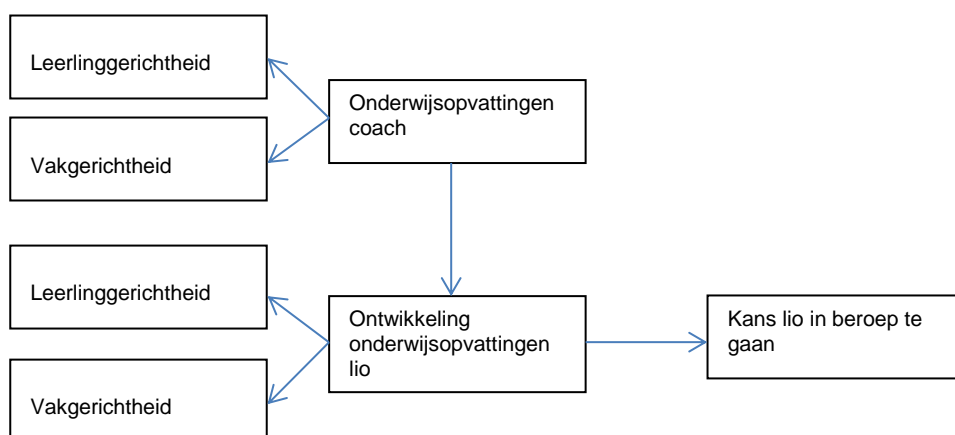 Leerlinggerichtheid
Onderwijsopvattingen
coach
Vakgerichtheid
Leerlinggerichtheid
Ontwikkeling
onderwijsopvattingen
lio
Kans lio in beroep te
gaan
Vakgerichtheid